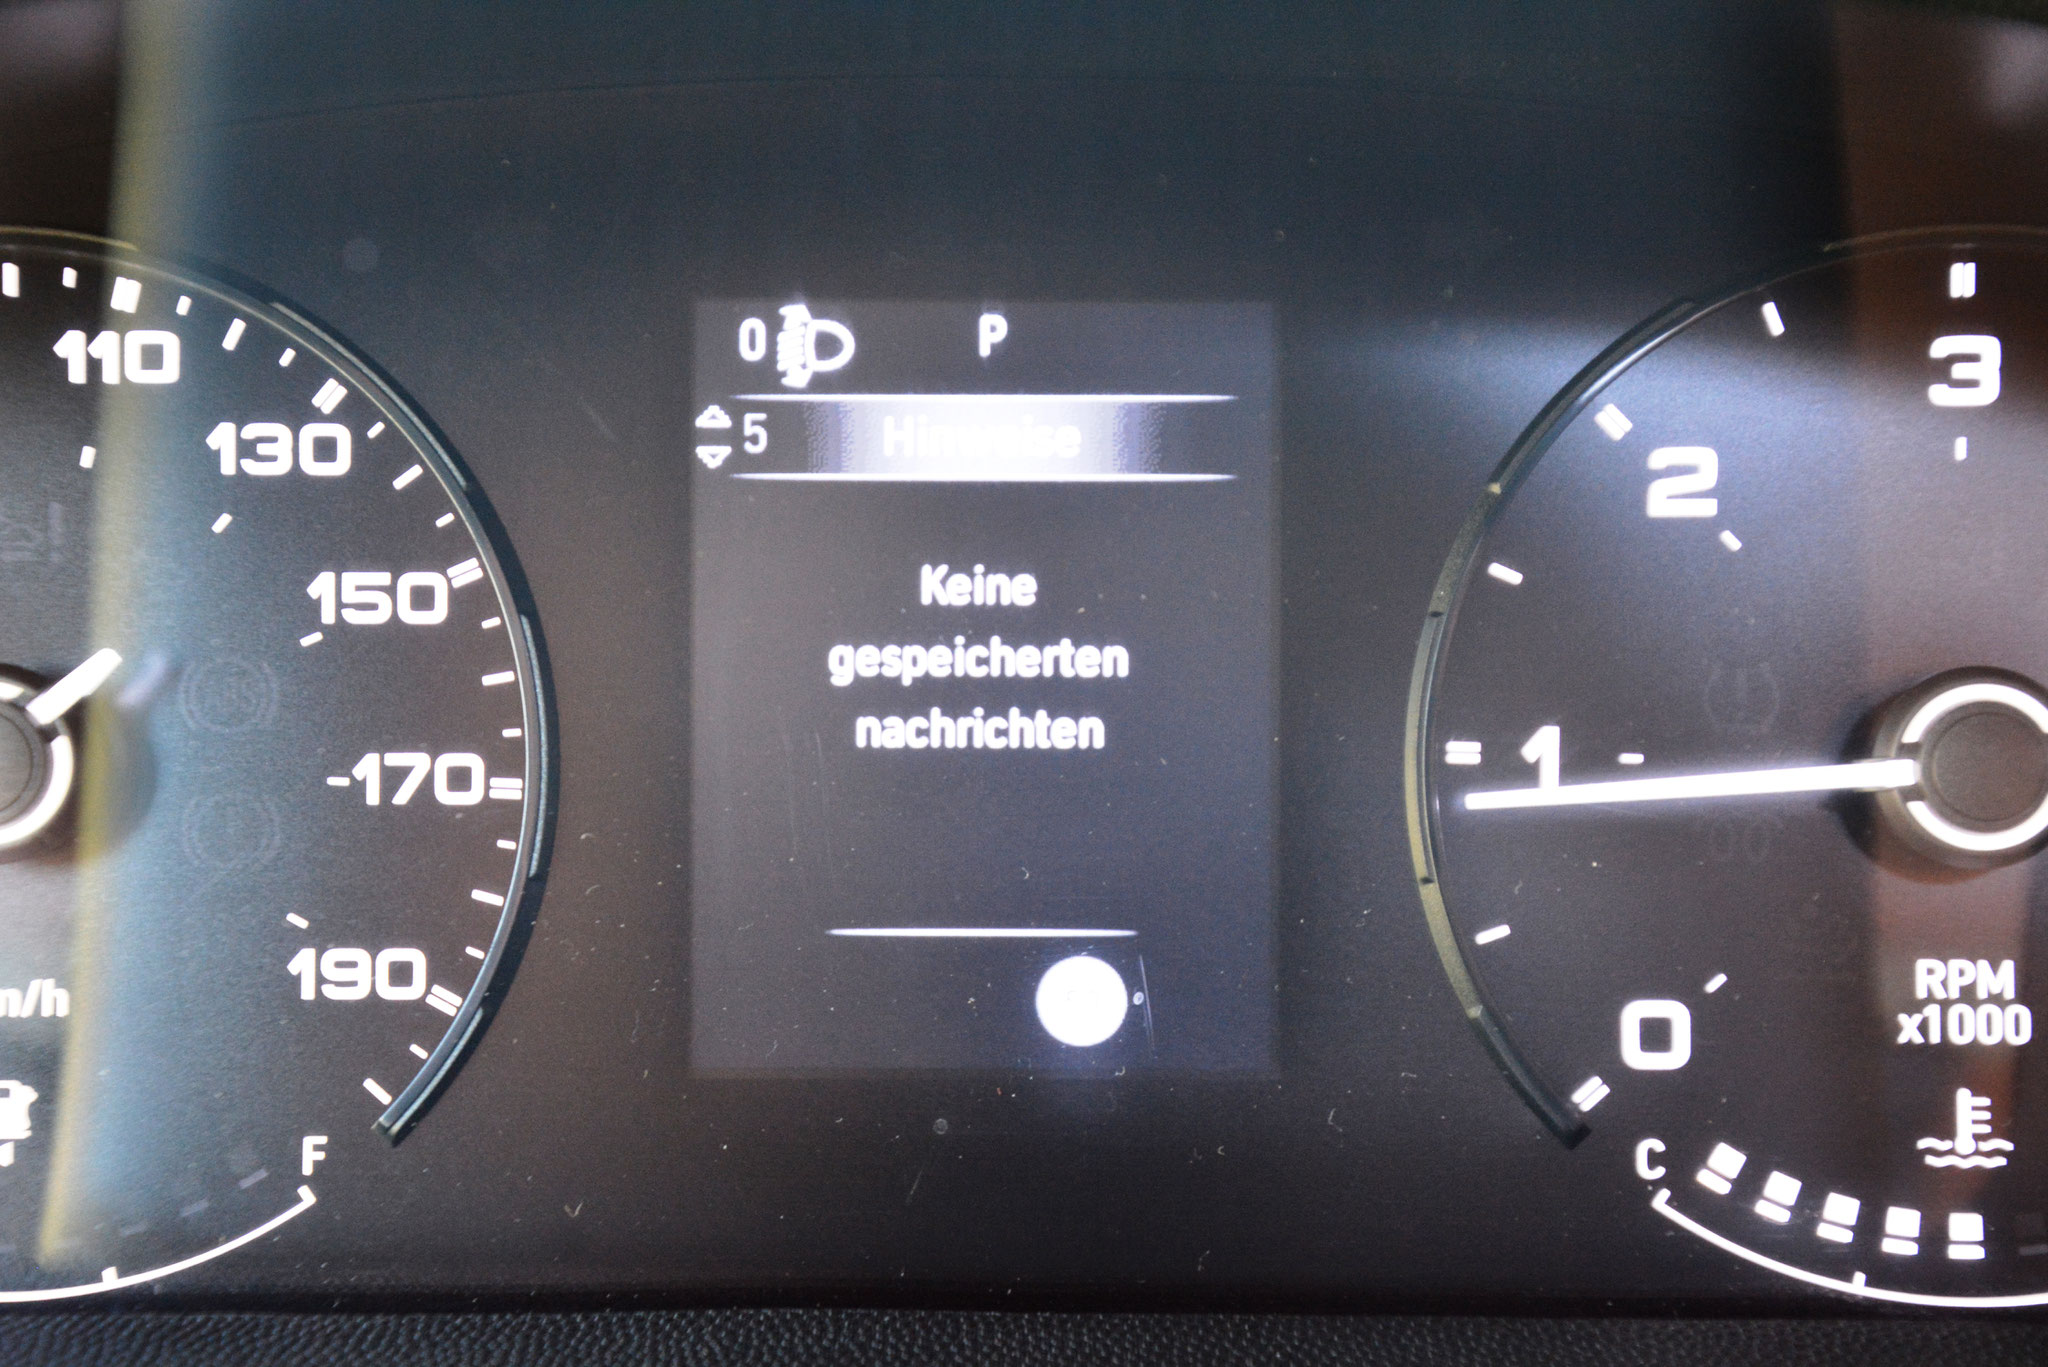 110
130
150
170
190
F
0 P
5 Hinweise
Keine
gespeicherten
nachrichten
3
2
1
0
RPM
x1000
C